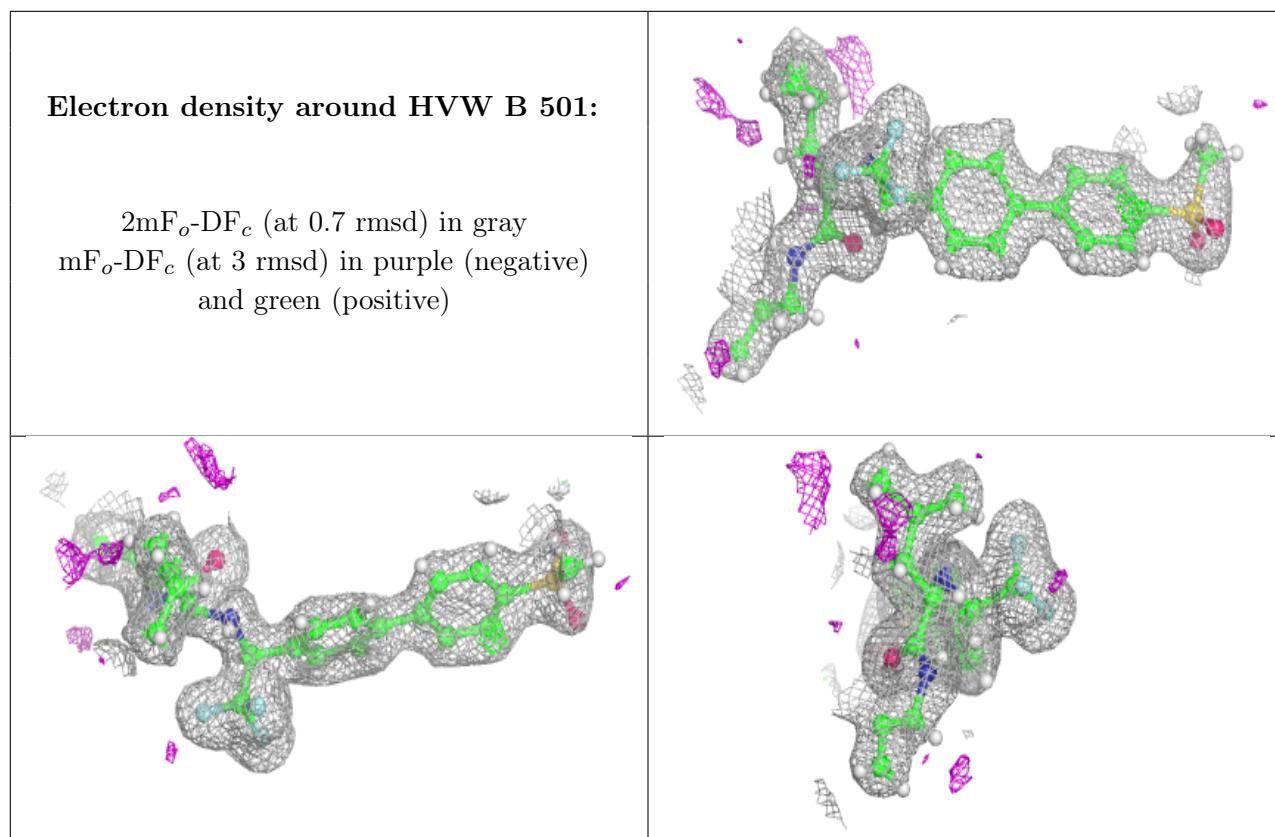 Electron density around HVW B 501:
2mFo-DFc (at 0.7 rmsd) in gray
mFo-DFc (at 3 rmsd) in purple (negative)
and green (positive)